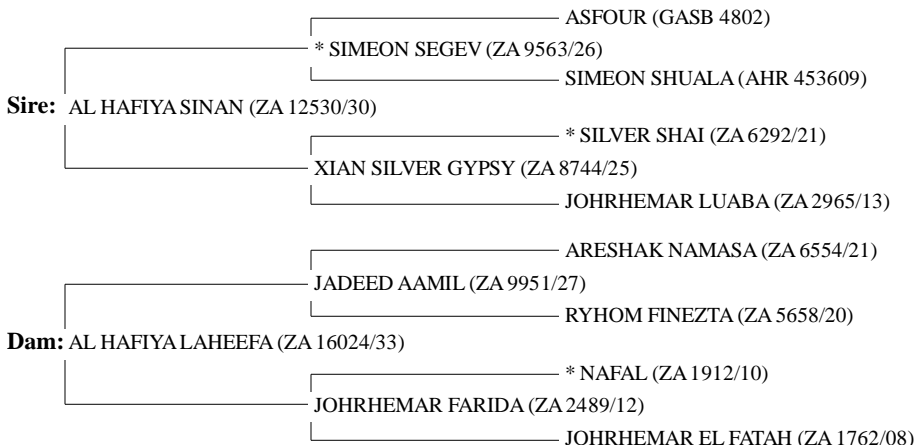 ASFOUR (GASB 4802)
* SIMEON SEGEV (ZA 9563/26)
SIMEON SHUALA (AHR 453609)
Sire: AL HAFIYA SINAN (ZA 12530/30)
* SILVER SHAI (ZA 6292/21)
XIAN SILVER GYPSY (ZA 8744/25)
JOHRHEMAR LUABA (ZA 2965/13)
ARESHAK NAMASA (ZA 6554/21)
JADEED AAMIL (ZA 9951/27)
RYHOM FINEZTA (ZA 5658/20)
Dam: AL HAFIYA LAHEEFA (ZA 16024/33)
* NAFAL (ZA 1912/10)
JOHRHEMAR FARIDA (ZA 2489/12)
JOHRHEMAR EL FATAH (ZA 1762/08)